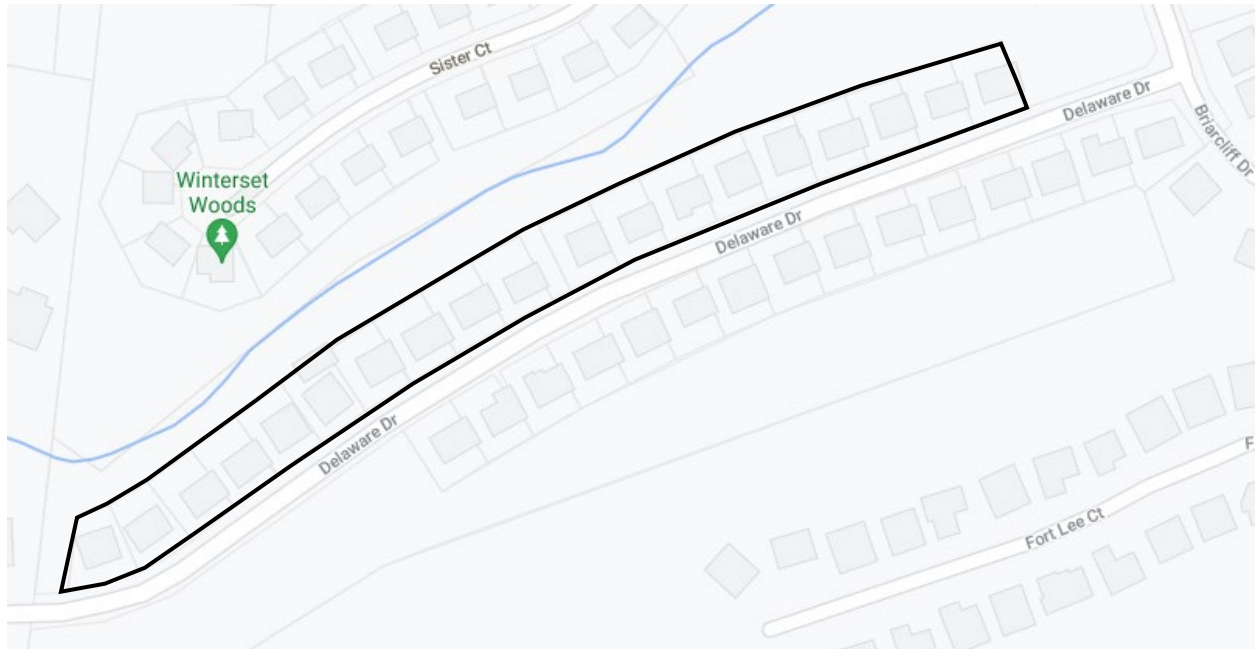 Sister Ct
Delaware Dr
Briarcliff Dr
Winterset
Woods
Delaware Dr
Delaware Dr
Fort Lee Ct
F